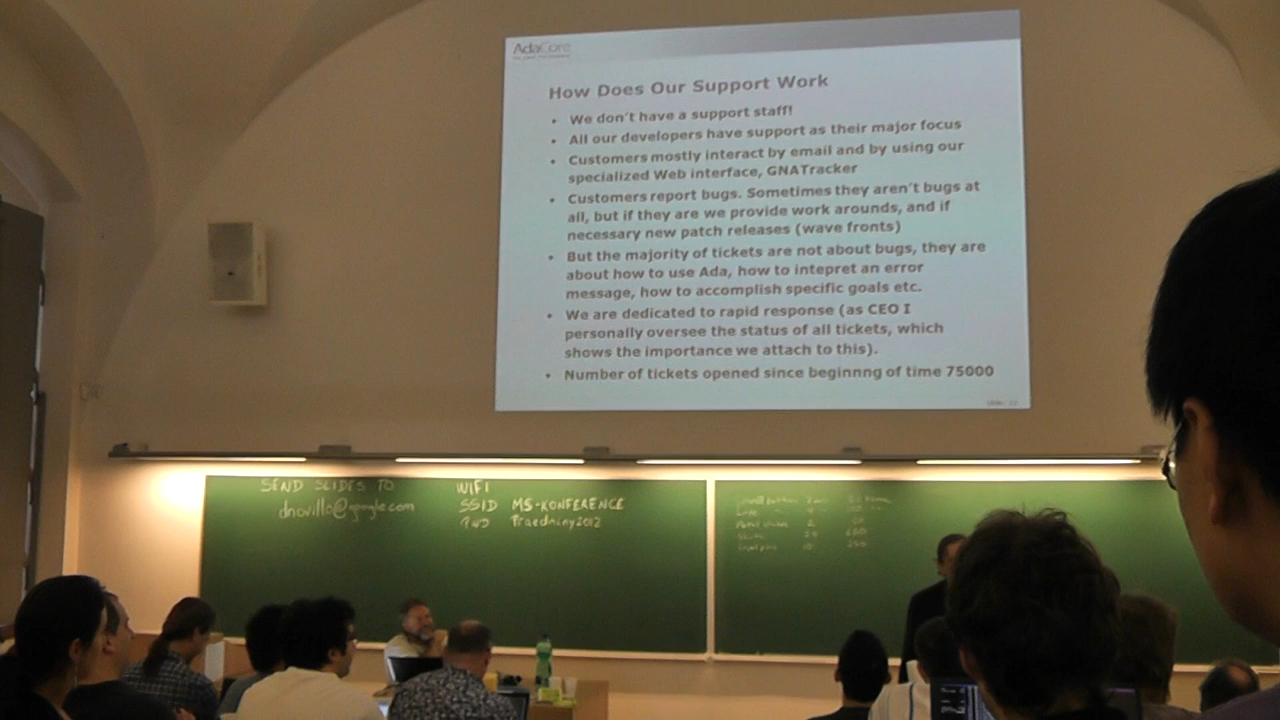 AdaCore
How Does Our Support Work
• We don't have a support staff!
• All our developers have support as their major focus
• Customers mostly interact by email and by using our
specialized Web interface, GNATracker
• Customers report bugs. Sometimes they aren't bugs at
all, but if they are we provide work arounds, and if
necessary new patch releases (wave fronts)
• But the majority of tickets are not about bugs, they are
about how to use Ada, how to intepret an error
message, how to accomplish specific goals etc.
• We are dedicated to rapid response (as CEO I
personally oversee the status of all tickets, which
shows the importance we attach to this).
• Number of tickets opened since beginnng of time 75000
SEND SLIDES TO
dnovillo@google.com
WIFI
SSID MS-KONFERENCE
PWD Praedniny2012